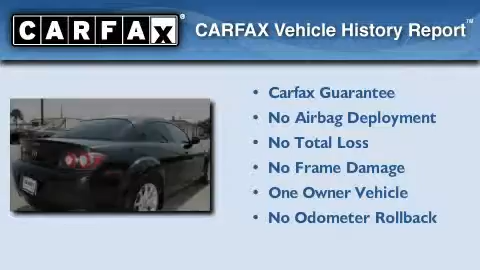 CARFAX® CARFAX Vehicle History Report™
• Carfax Guarantee
• No Airbag Deployment
• No Total Loss
• No Frame Damage
• One Owner Vehicle
• No Odometer Rollback